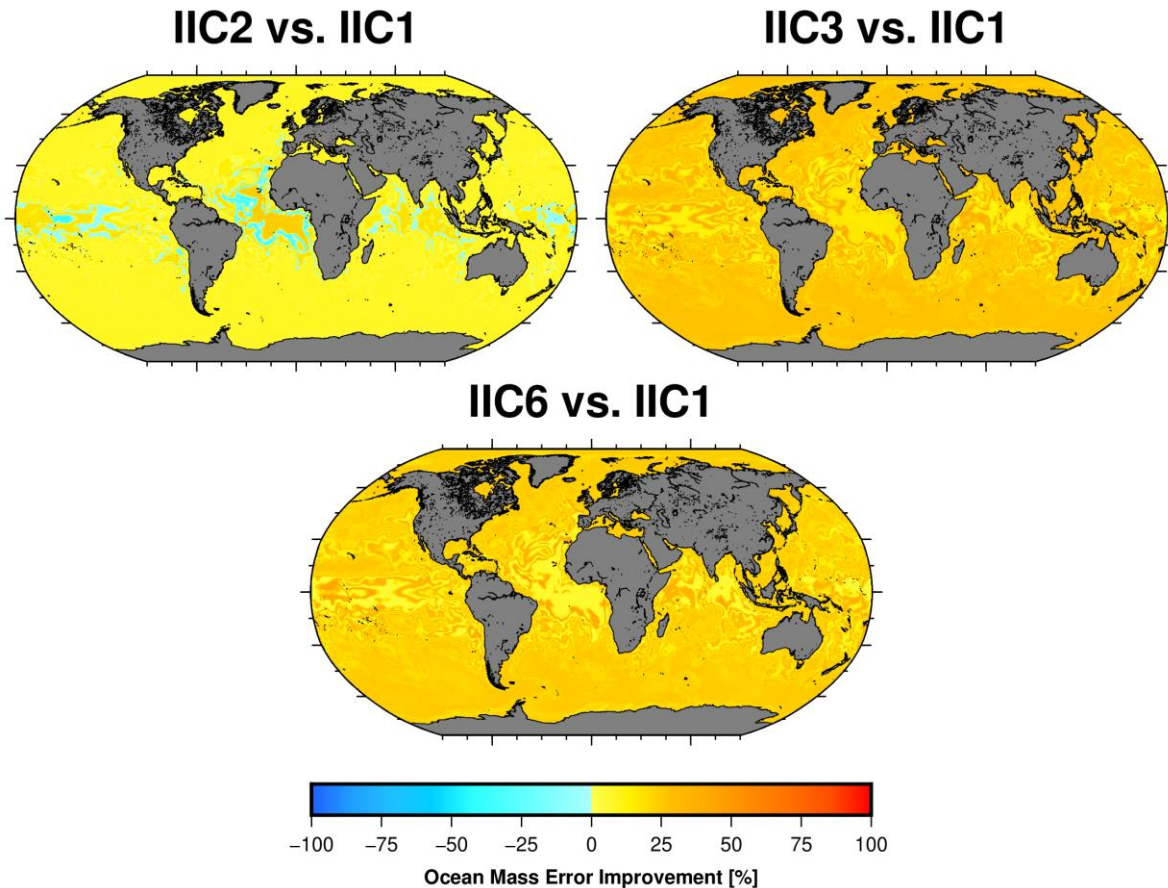 IIC2 vs. IIC1
IIC3 vs. IIC1
IIC6 vs. IIC1
−100 −75 −50 −25 0 25 50 75 100
Ocean Mass Error Improvement [%]